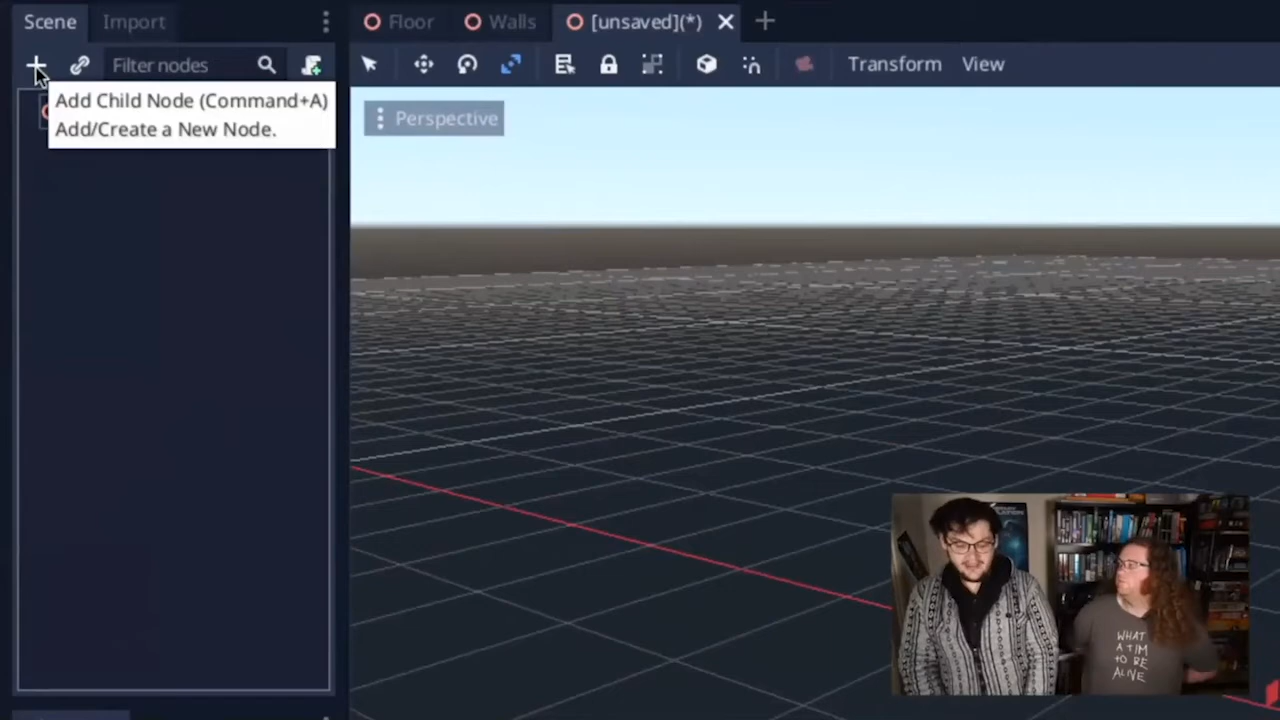 Scene
Import
Floor
Walls
[unsaved](*)
Filter nodes
Transform
View
Add Child Node (Command+A)
Add/Create a New Node.
Perspective
WHAT
A TIM
TO BE
ALIVE